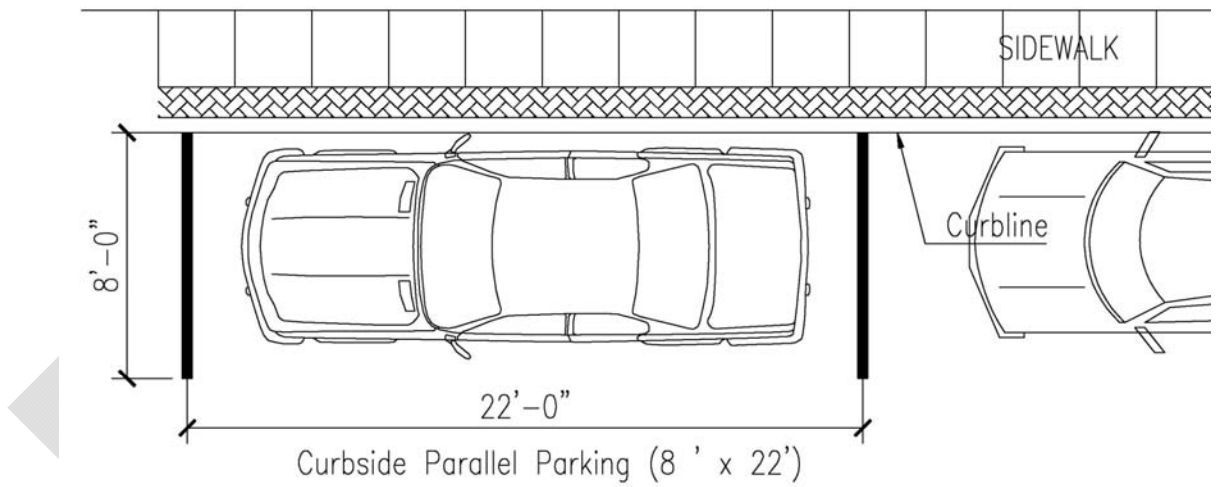 SIDEWALK
Curbline
8'-0"
22'-0"
Curbside Parallel Parking (8 ' x 22')